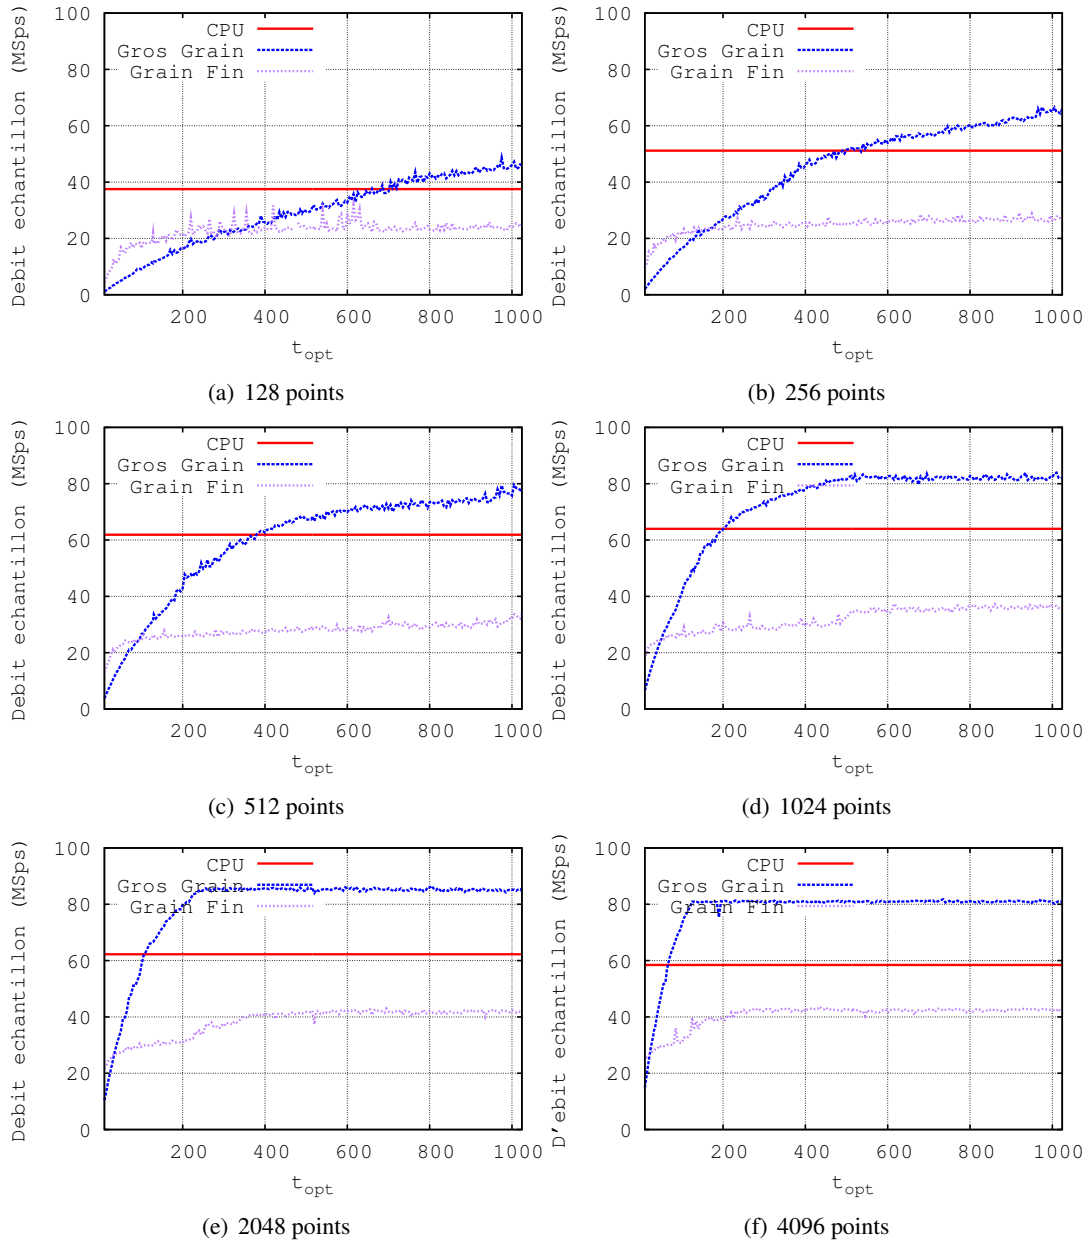 Debit echantillon (MSps)
100
80
60
40
20
0
CPU
Gros Grain
Grain Fin
200 400 600 800 1000
t_opt
(a) 128 points
Debit echantillon (MSps)
100
80
60
40
20
0
CPU
Gros Grain
Grain Fin
200 400 600 800 1000
t_opt
(b) 256 points
Debit echantillon (MSps)
100
80
60
40
20
0
CPU
Gros Grain
Grain Fin
200 400 600 800 1000
t_opt
(c) 512 points
Debit echantillon (MSps)
100
80
60
40
20
0
CPU
Gros Grain
Grain Fin
200 400 600 800 1000
t_opt
(d) 1024 points
Debit echantillon (MSps)
100
80
60
40
20
0
CPU
Gros Grain
Grain Fin
200 400 600 800 1000
t_opt
(e) 2048 points
D'ebit echantillon (MSps)
100
80
60
40
20
0
CPU
Gros Grain
Grain Fin
200 400 600 800 1000
t_opt
(f) 4096 points